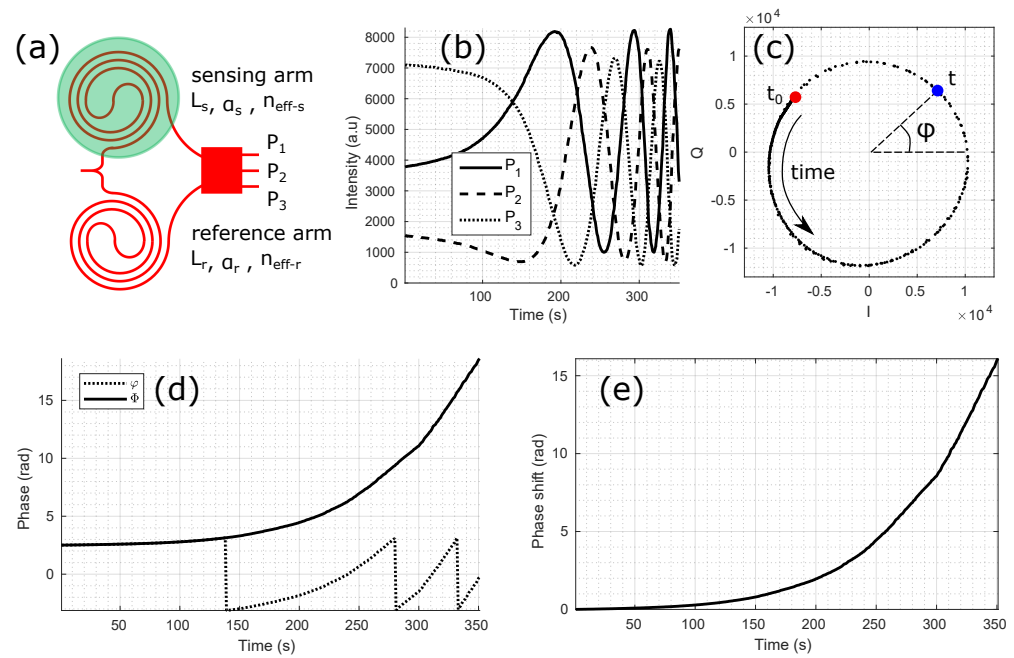 (a)
sensing arm
Ls, ɑs , neff-s
P1
P2
P3
reference arm
Lr, ɑr , neff-r
(b)
8000
7000
6000
5000
4000
3000
2000
1000
0
Intensity (a.u)
P1
P2
P3
100
200
300
Time (s)
(c)
× 10^4
1
0.5
0
-0.5
-1
Q
t0
t
φ
time
-1
-0.5
0
0.5
1
I
× 10^4
(d)
φ
Φ
15
10
5
0
Phase (rad)
50
100
150
200
250
300
350
Time (s)
(e)
15
10
5
0
Phase shift (rad)
50
100
150
200
250
300
350
Time (s)